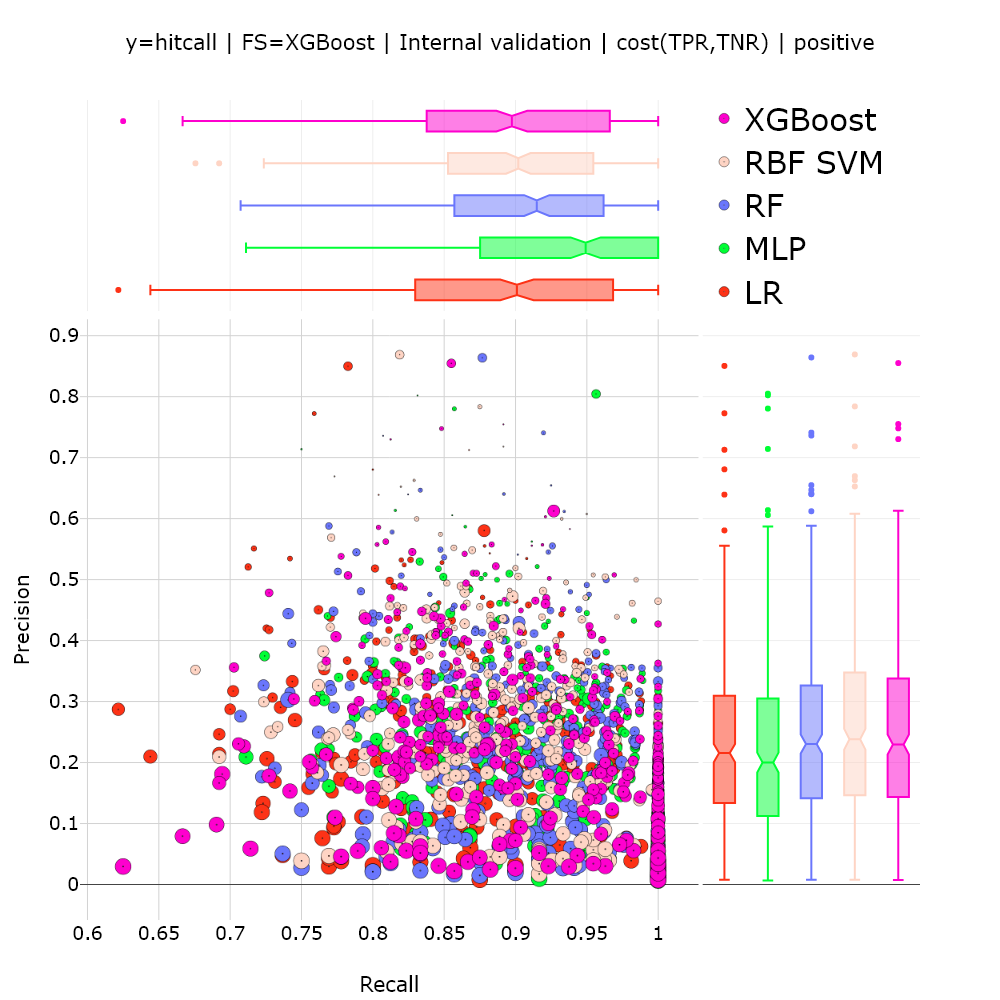 y=hitcall | FS=XGBoost | Internal validation | cost(TPR,TNR) | positive
XGBoost
RBF SVM
RF
MLP
LR
0.9
0.8
0.7
0.6
0.5
0.4
0.3
0.2
0.1
0
Precision
0.6 0.65 0.7 0.75 0.8 0.85 0.9 0.95 1
Recall